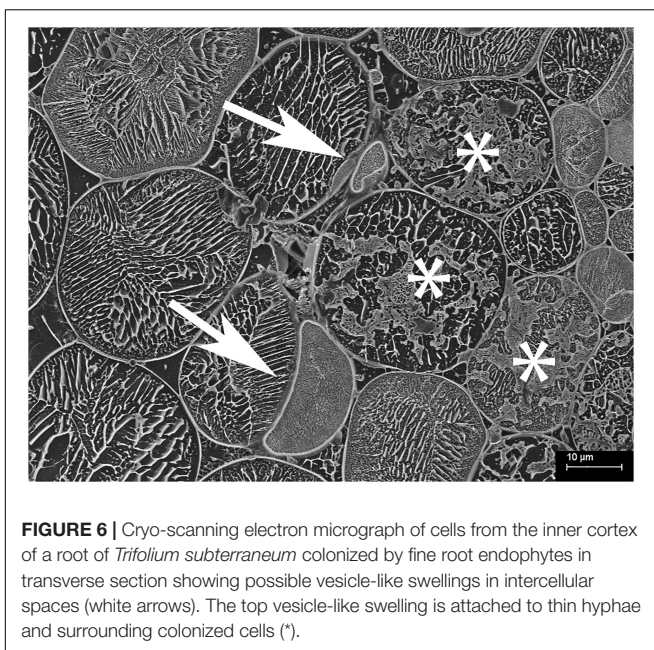 10 µm
FIGURE 6 | Cryo-scanning electron micrograph of cells from the inner cortex
of a root of Trifolium subterraneum colonized by fine root endophytes in
transverse section showing possible vesicle-like swellings in intercellular
spaces (white arrows). The top vesicle-like swelling is attached to thin hyphae
and surrounding colonized cells (*).